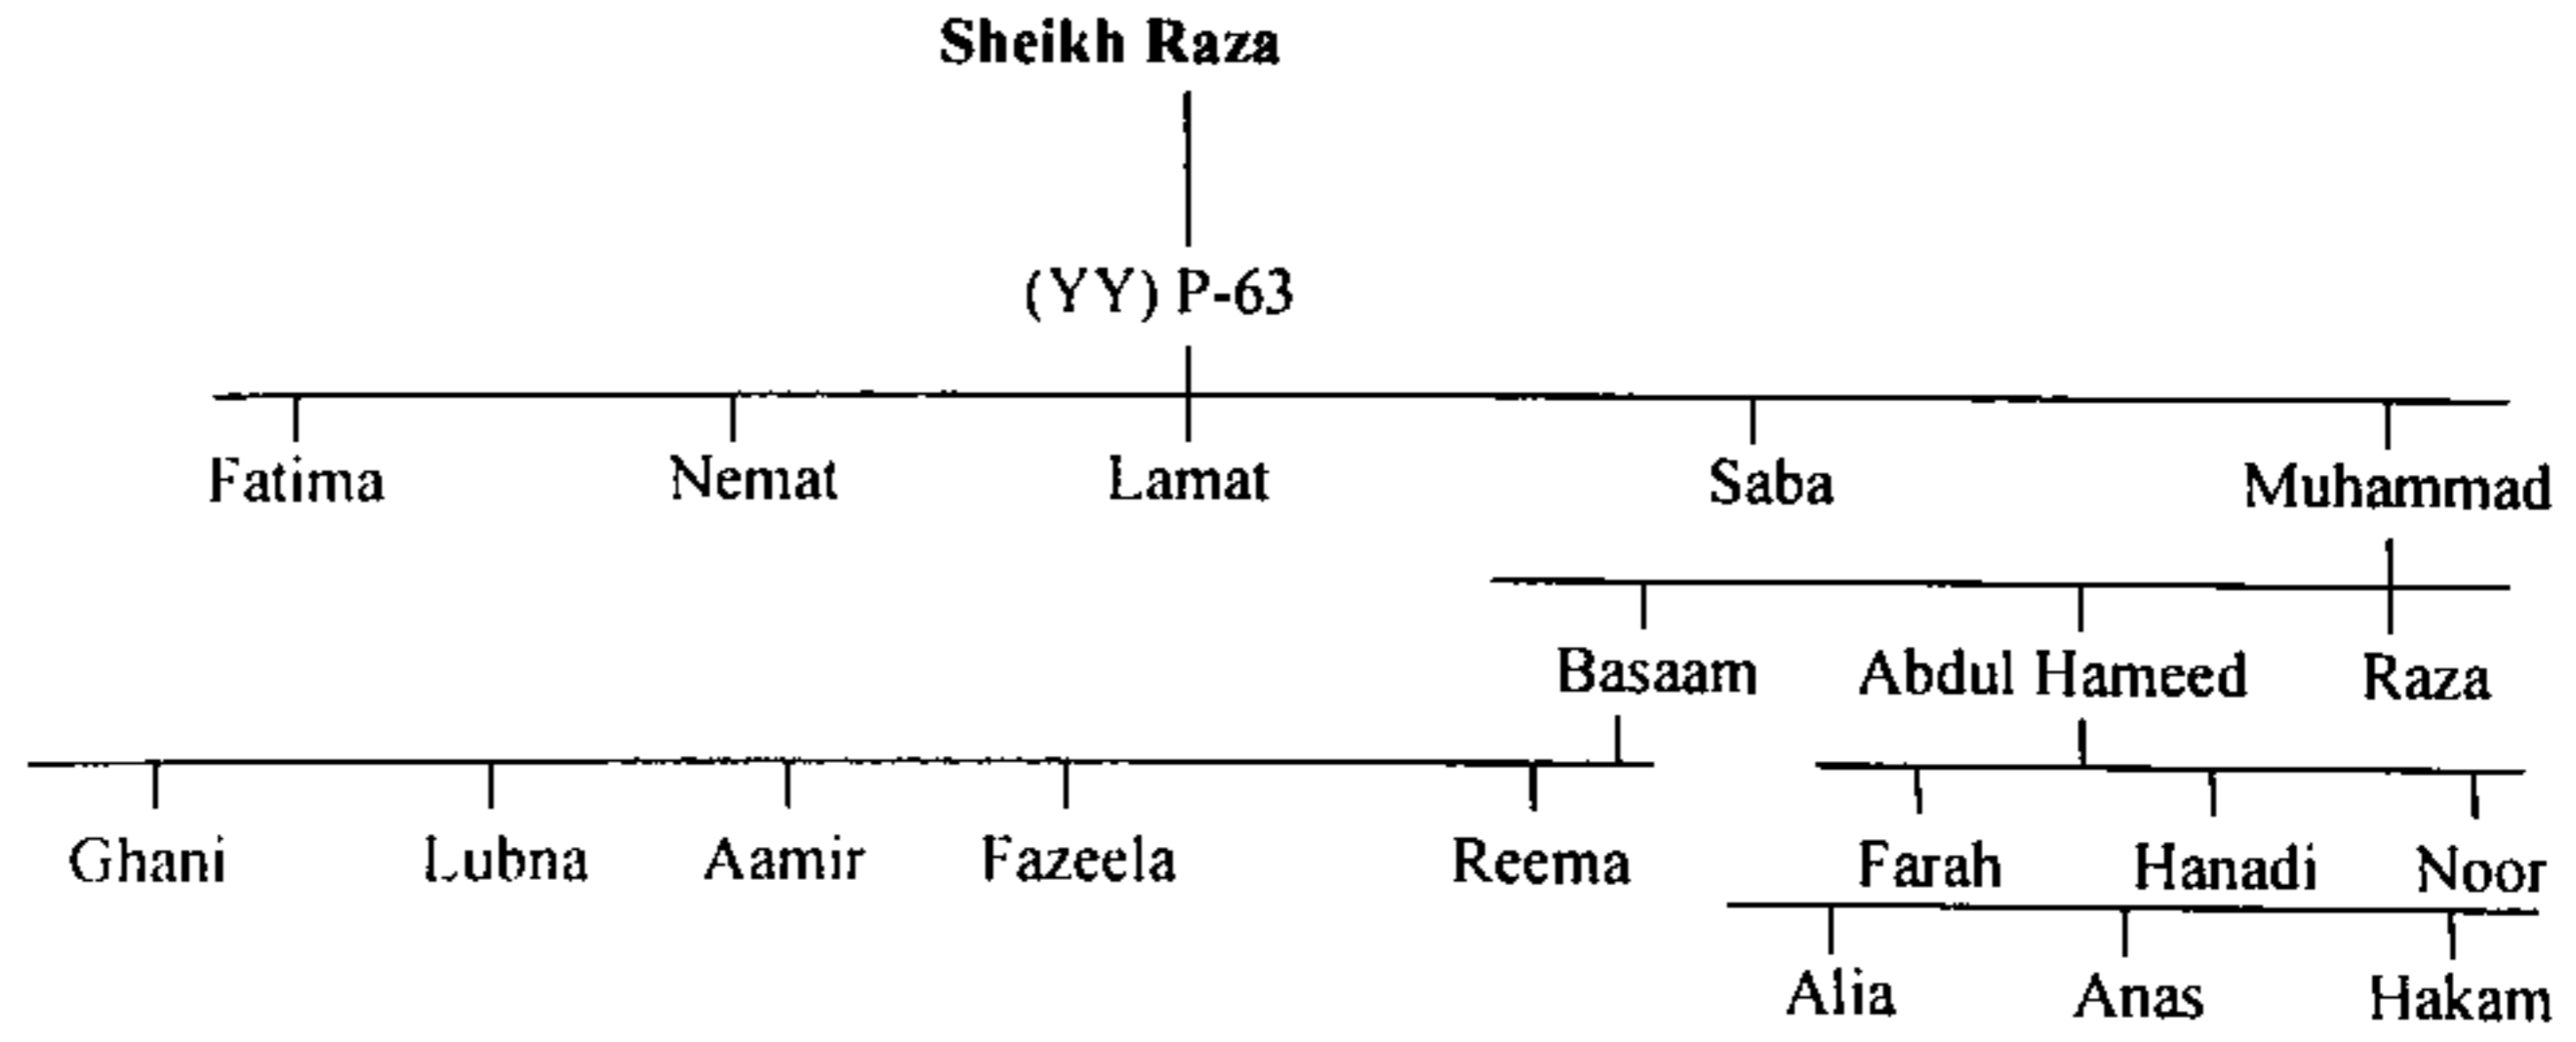 Sheikh Raza
(YY) P-63
Fatima Nemat Lamat Saba Muhammad
Basaam Abdul Hameed Raza
Ghani Lubna Aamir Fazeela Reema Farah Hanadi Noor
Alia Anas Hakam